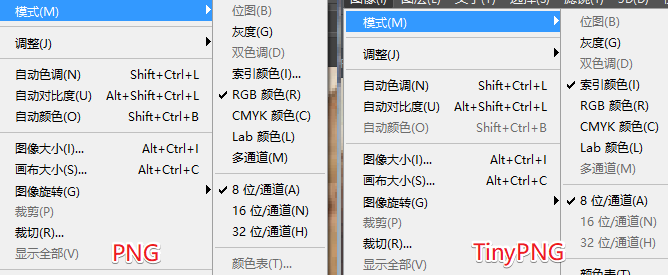 模式(M)
调整(J)
自动色调(N) Shift+Ctrl+L
自动对比度(U) Alt+Shift+Ctrl+L
自动颜色(O) Shift+Ctrl+B
图像大小(I)... Alt+Ctrl+I
画布大小(S)... Alt+Ctrl+C
图像旋转(G)
裁剪(P)
裁切(R)...
显示全部(V)
PNG
位图(B)
灰度(G)
双色调(D)
索引颜色(I)...
RGB 颜色(R)
CMYK 颜色(C)
Lab 颜色(L)
多通道(M)
8 位/通道(A)
16 位/通道(N)
32 位/通道(H)
颜色表(T)...
模式(M)
调整(J)
自动色调(N) Shift+Ctrl+L
自动对比度(U) Alt+Shift+Ctrl+L
自动颜色(O) Shift+Ctrl+B
图像大小(I)... Alt+Ctrl+I
画布大小(S)... Alt+Ctrl+C
图像旋转(G)
裁剪(P)
裁切(R)...
显示全部(V)
TinyPNG
位图(B)
灰度(G)
双色调(D)
索引颜色(I)
RGB 颜色(R)
CMYK 颜色(C)
Lab 颜色(L)
多通道(M)
8 位/通道(A)
16 位/通道(N)
32 位/通道(H)
颜色表(T)...